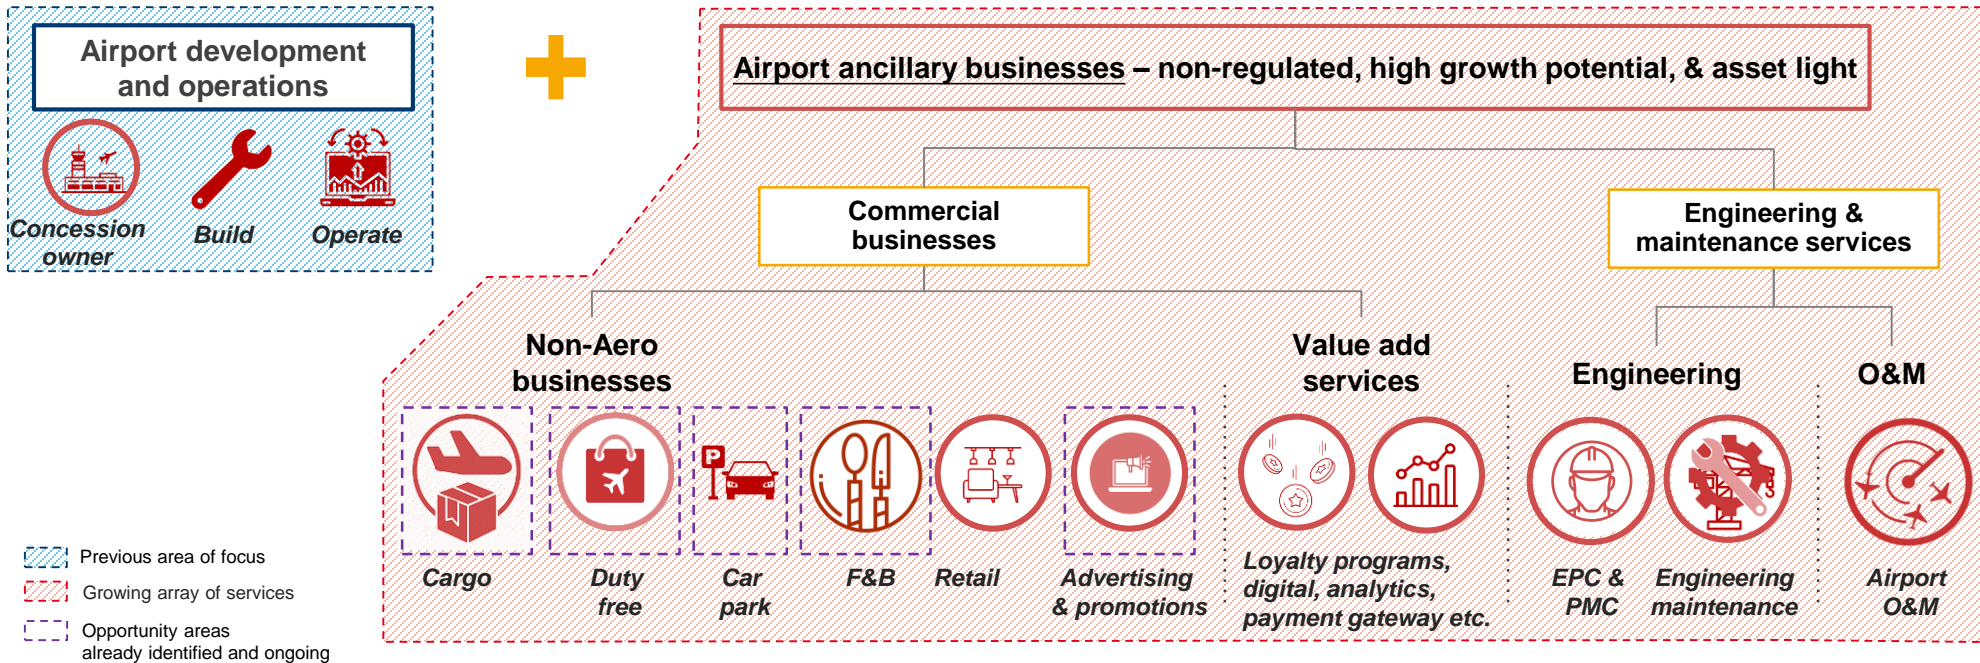 Airport development
and operations
Concession
owner
Build
Operate
Airport ancillary businesses – non-regulated, high growth potential, & asset light
Commercial
businesses
Engineering &
maintenance services
Non-Aero
businesses
Value add
services
Engineering
O&M
P
Cargo
Duty
free
Car
park
F&B
Retail
Advertising
& promotions
Loyalty programs,
digital, analytics,
payment gateway etc.
EPC &
PMC
Engineering
maintenance
Airport
O&M
Previous area of focus
Growing array of services
Opportunity areas
already identified and ongoing